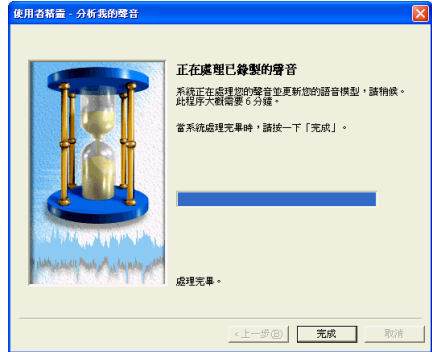 使用者精靈 - 分析我的聲音
正在處理已錄製的聲音
系統正在處理您的聲音並更新您的語音模型，請稍候。
此程序大概需要 6 分鐘。
當系統處理完畢時，請按一下「完成」。
處理完畢。
<上一步(B)
完成
取消